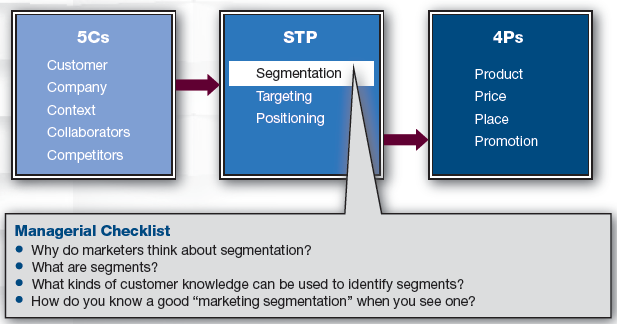 5Cs
Customer
Company
Context
Collaborators
Competitors
STP
Segmentation
Targeting
Positioning
4Ps
Product
Price
Place
Promotion
Managerial Checklist
• Why do marketers think about segmentation?
• What are segments?
• What kinds of customer knowledge can be used to identify segments?
• How do you know a good “marketing segmentation” when you see one?